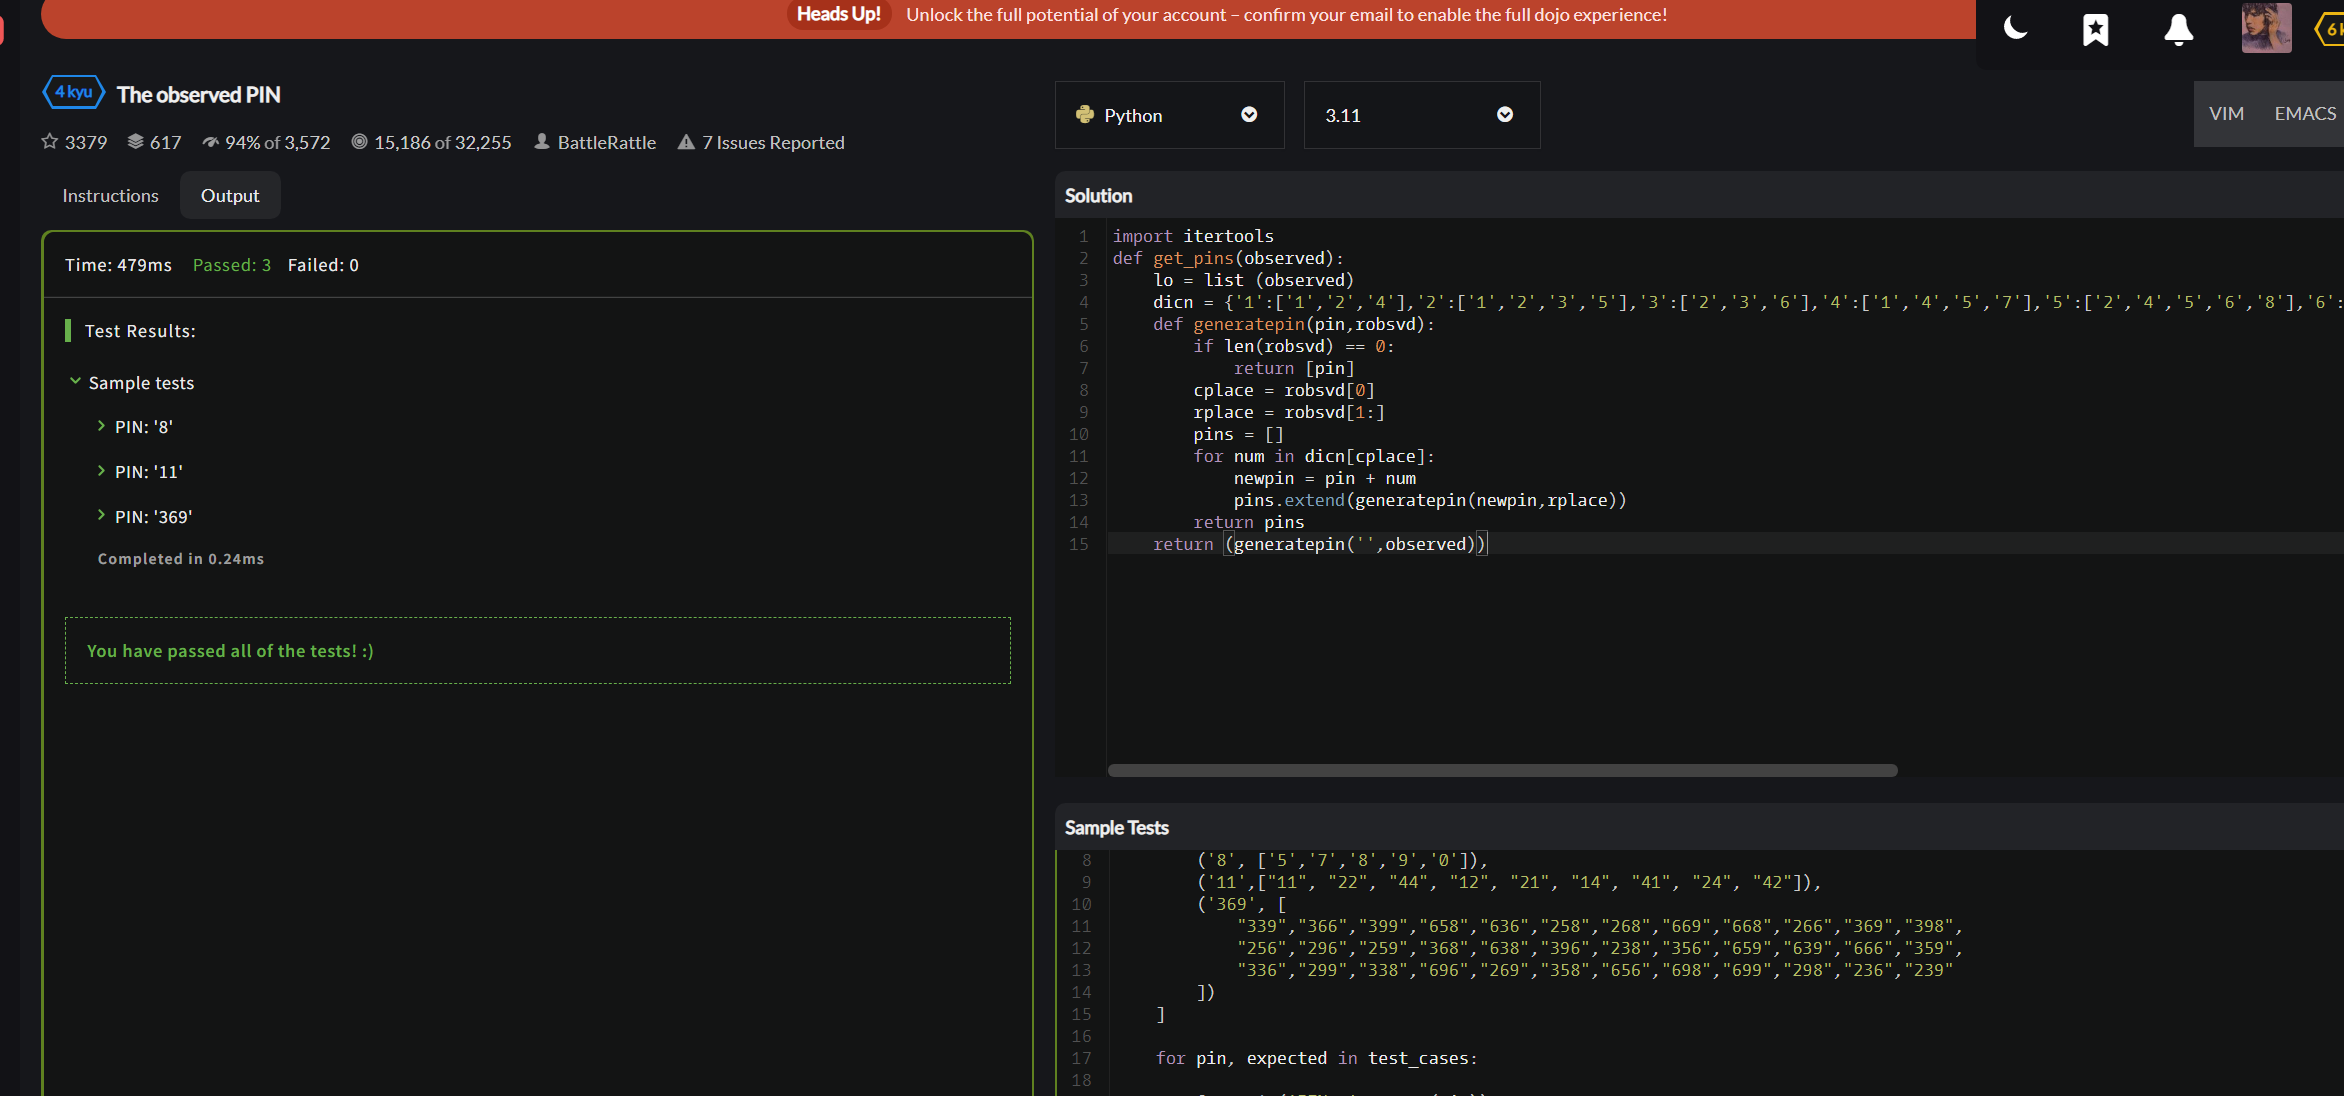 Heads Up! Unlock the full potential of your account – confirm your email to enable the full dojo experience!
4 kyu The observed PIN
3379 617 94% of 3,572 15,186 of 32,255 BattleRattle 7 Issues Reported
Instructions Output
Time: 479ms Passed: 3 Failed: 0
Test Results:
Sample tests
PIN: '8'
PIN: '11'
PIN: '369'
Completed in 0.24ms
You have passed all of the tests! :)
Python 3.11
VIM EMACS
Solution
1 import itertools
2 def get_pins(observed):
3 lo = list (observed)
4 dicn = {'1':['1','2','4'],'2':['1','2','3','5'],'3':['2','3','6'],'4':['1','4','5','7'],'5':['2','4','5','6','8'],'6':
5 def generatepin(pin,robsvd):
6 if len(robsvd) == 0:
7 return [pin]
8 cplace = robsvd[0]
9 rplace = robsvd[1:]
10 pins = []
11 for num in dicn[cplace]:
12 newpin = pin + num
13 pins.extend(generatepin(newpin,rplace))
14 return pins
15 return (generatepin('',observed))
Sample Tests
8 ('8', ['5','7','8','9','0']),
9 ('11',["11", "22", "44", "12", "21", "14", "41", "24", "42"]),
10 ('369', [
11 "339","366","399","658","636","258","268","669","668","266","369","398",
12 "256","296","259","368","638","396","238","356","659","639","666","359",
13 "336","299","338","696","269","358","656","698","699","298","236","239"
14 ])
15 ]
16
17 for pin, expected in test_cases:
18